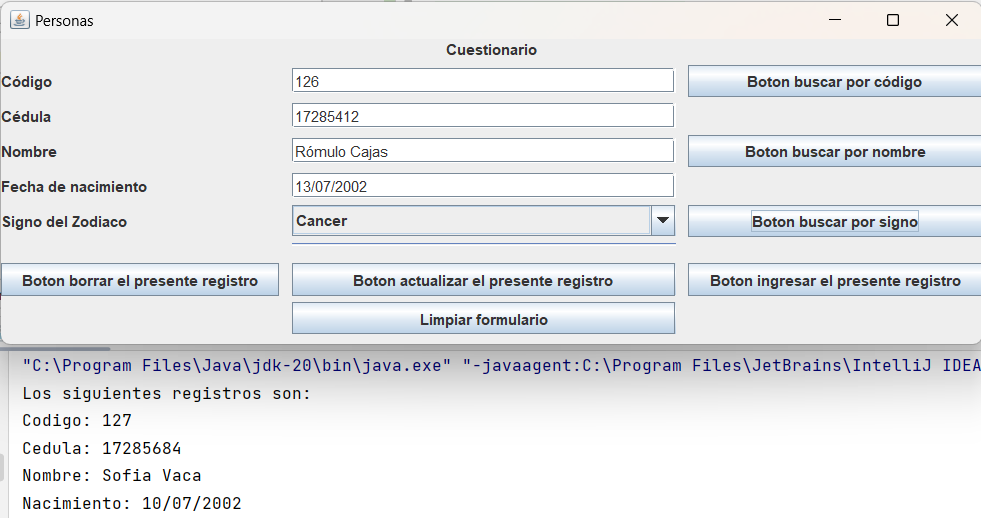 Personas
Cuestionario
Código 126 Boton buscar por código
Cédula 17285412
Nombre Rómulo Cajas Boton buscar por nombre
Fecha de nacimiento 13/07/2002
Signo del Zodiaco Cancer Boton buscar por signo
Boton borrar el presente registro Boton actualizar el presente registro Boton ingresar el presente registro
Limpiar formulario
"C:\Program Files\Java\jdk-20\bin\java.exe" "-javaagent:C:\Program Files\JetBrains\IntelliJ IDEA
Los siguientes registros son:
Codigo: 127
Cedula: 17285684
Nombre: Sofia Vaca
Nacimiento: 10/07/2002